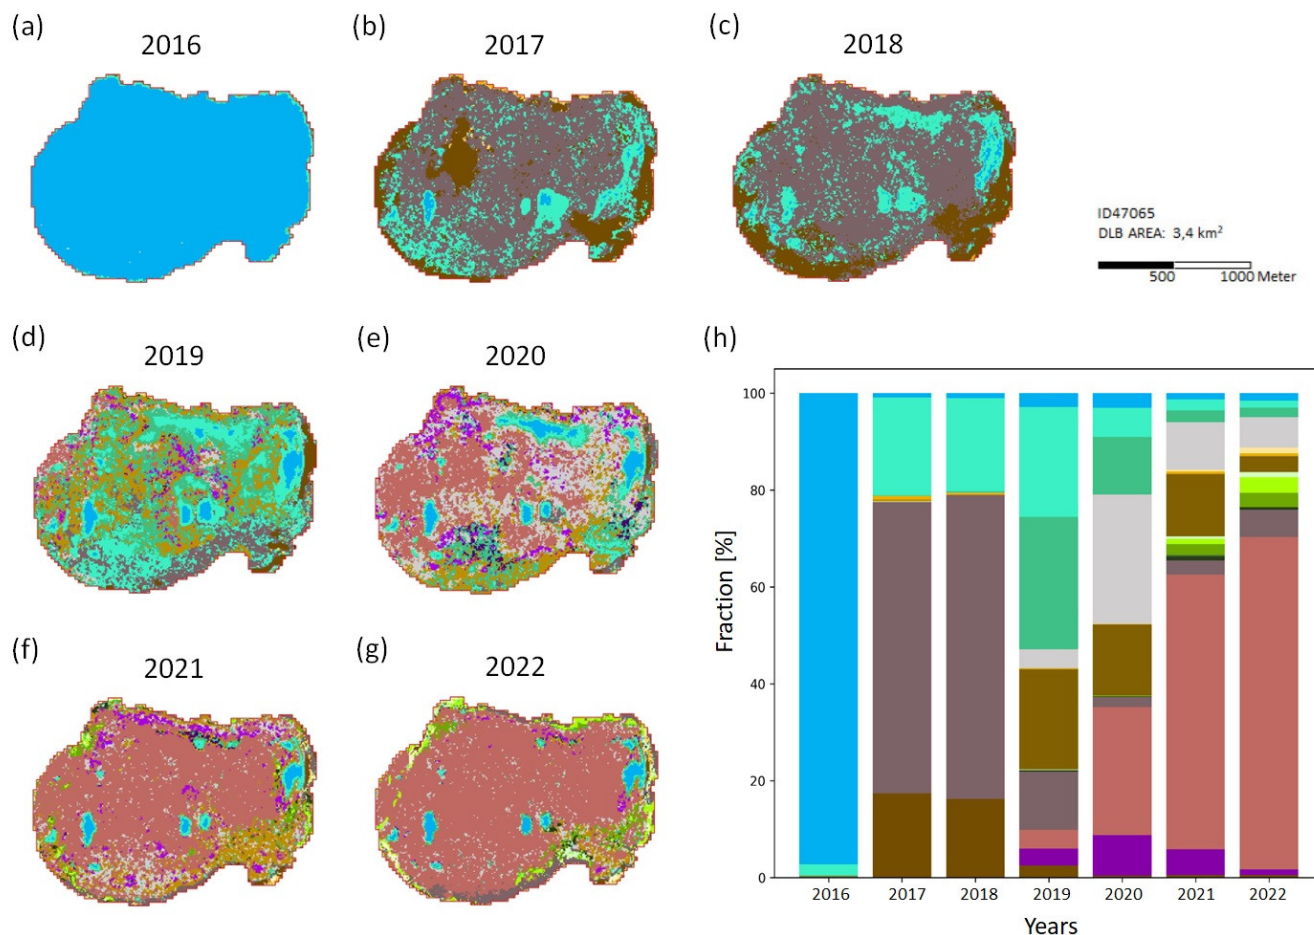 (a)
2016
(b)
2017
(c)
2018
ID47065
DLB AREA: 3,4 km²
500 1000 Meter
(d)
2019
(e)
2020
(f)
2021
(g)
2022
(h)
Fraction [%]
100
80
60
40
20
0
2016 2017 2018 2019 2020 2021 2022
Years